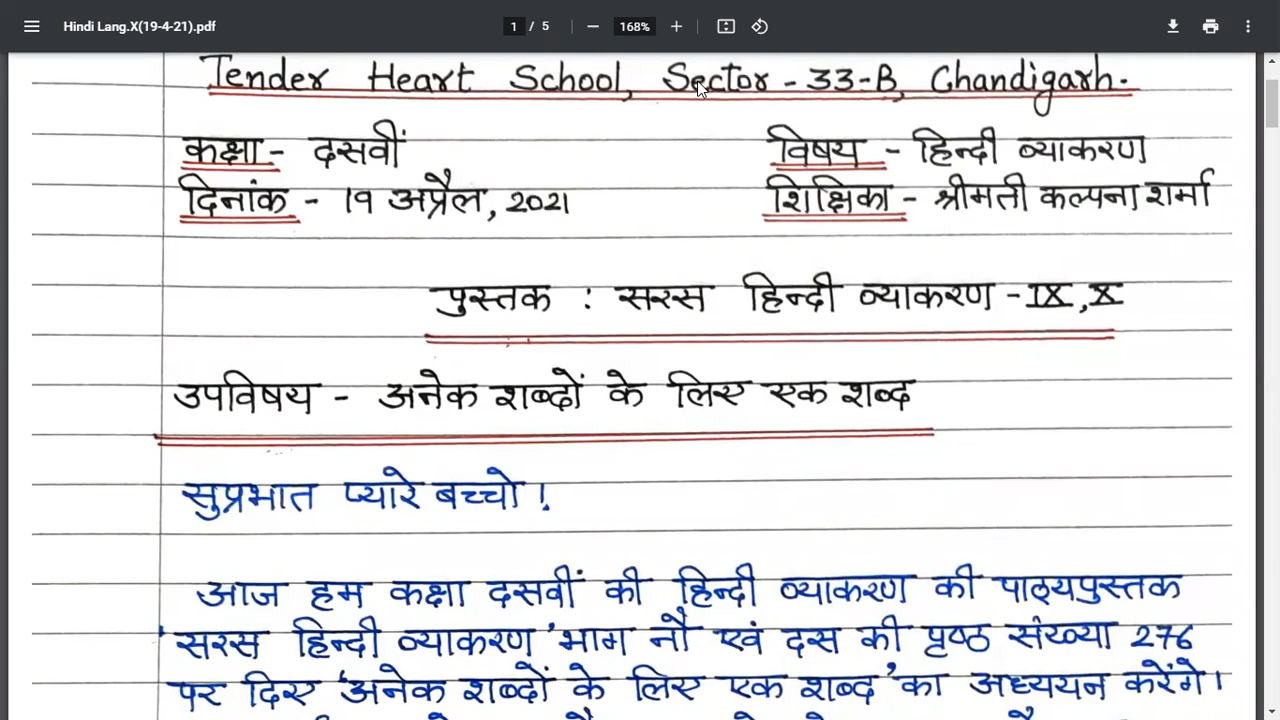 Hindi Lang.X(19-4-21).pdf
1 / 5
168%
Tender Heart School, Sector - 33-B, Chandigarh.
कक्षा - दसवीं
विषय - हिन्दी व्याकरण
दिनांक - 19 अप्रैल, 2021
शिक्षिका - श्रीमती कल्पना शर्मा
पुस्तक : सरस हिन्दी व्याकरण - IX, X
उपविषय - अनेक शब्दों के लिए एक शब्द
सुप्रभात प्यारे बच्चो !
आज हम कक्षा दसवीं की हिन्दी व्याकरण की पाठ्यपुस्तक
'सरस हिन्दी व्याकरण' भाग नौ एवं दस की पृष्ठ संख्या 276
पर दिए 'अनेक शब्दों के लिए एक शब्द' का अध्ययन करेंगे।